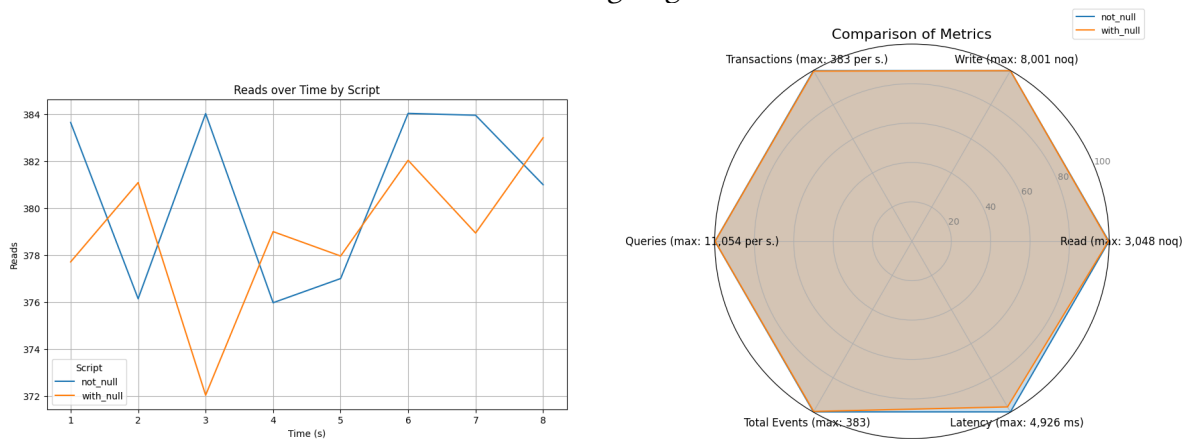 Reads over Time by Script
Reads
384
382
380
378
376
374
372
Script
not_null
with_null
1 2 3 4 5 6 7 8
Time (s)
not_null
with_null
Comparison of Metrics
Transactions (max: 383 per s.)
Write (max: 8,001 noq)
100
80
60
40
20
Queries (max: 11,054 per s.)
Read (max: 3,048 noq)
Total Events (max: 383)
Latency (max: 4,926 ms)